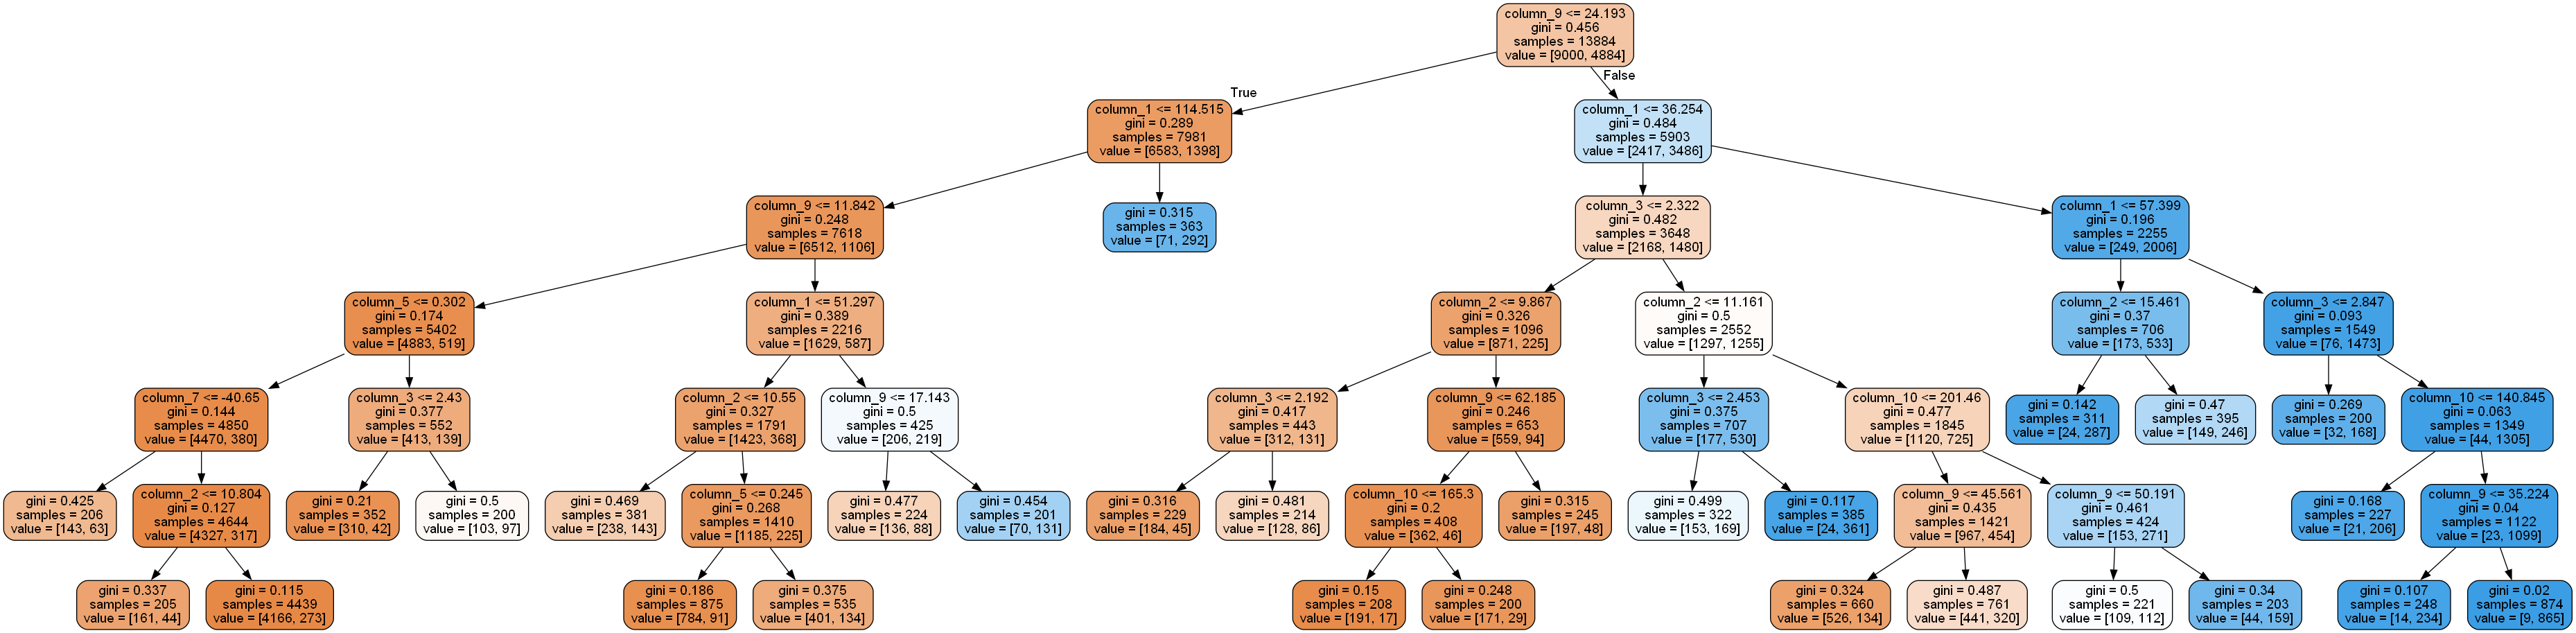 column_9 <= 24.193
gini = 0.456
samples = 13884
value = [9000, 4884]
True
False
column_1 <= 114.515
gini = 0.289
samples = 7981
value = [6583, 1398]
column_1 <= 36.254
gini = 0.484
samples = 5903
value = [2417, 3486]
column_9 <= 11.842
gini = 0.248
samples = 7618
value = [6512, 1106]
gini = 0.315
samples = 363
value = [71, 292]
column_3 <= 2.322
gini = 0.482
samples = 3648
value = [2168, 1480]
column_1 <= 57.399
gini = 0.196
samples = 2255
value = [249, 2006]
column_5 <= 0.302
gini = 0.174
samples = 5402
value = [4883, 519]
column_1 <= 51.297
gini = 0.389
samples = 2216
value = [1629, 587]
column_2 <= 9.867
gini = 0.326
samples = 1096
value = [871, 225]
column_2 <= 11.161
gini = 0.5
samples = 2552
value = [1297, 1255]
column_2 <= 15.461
gini = 0.37
samples = 706
value = [173, 533]
column_3 <= 2.847
gini = 0.093
samples = 1549
value = [76, 1473]
column_7 <= -40.65
gini = 0.144
samples = 4850
value = [4470, 380]
column_3 <= 2.43
gini = 0.377
samples = 552
value = [413, 139]
column_2 <= 10.55
gini = 0.327
samples = 1791
value = [1423, 368]
column_9 <= 17.143
gini = 0.5
samples = 425
value = [206, 219]
column_3 <= 2.192
gini = 0.417
samples = 443
value = [312, 131]
column_9 <= 62.185
gini = 0.246
samples = 653
value = [559, 94]
column_3 <= 2.453
gini = 0.375
samples = 707
value = [177, 530]
column_10 <= 201.46
gini = 0.477
samples = 1845
value = [1120, 725]
gini = 0.142
samples = 311
value = [24, 287]
gini = 0.47
samples = 395
value = [149, 246]
gini = 0.269
samples = 200
value = [32, 168]
column_10 <= 140.845
gini = 0.063
samples = 1349
value = [44, 1305]
gini = 0.425
samples = 206
value = [143, 63]
column_2 <= 10.804
gini = 0.127
samples = 4644
value = [4327, 317]
gini = 0.21
samples = 352
value = [310, 42]
gini = 0.5
samples = 200
value = [103, 97]
gini = 0.469
samples = 381
value = [238, 143]
column_5 <= 0.245
gini = 0.268
samples = 1410
value = [1185, 225]
gini = 0.477
samples = 224
value = [136, 88]
gini = 0.454
samples = 201
value = [70, 131]
gini = 0.316
samples = 229
value = [184, 45]
gini = 0.481
samples = 214
value = [128, 86]
column_10 <= 165.3
gini = 0.2
samples = 408
value = [362, 46]
gini = 0.315
samples = 245
value = [197, 48]
gini = 0.499
samples = 322
value = [153, 169]
gini = 0.117
samples = 385
value = [24, 361]
column_9 <= 45.561
gini = 0.435
samples = 1421
value = [967, 454]
column_9 <= 50.191
gini = 0.461
samples = 424
value = [153, 271]
gini = 0.168
samples = 227
value = [21, 206]
column_9 <= 35.224
gini = 0.04
samples = 1122
value = [23, 1099]
gini = 0.337
samples = 205
value = [161, 44]
gini = 0.115
samples = 4439
value = [4166, 273]
gini = 0.186
samples = 875
value = [784, 91]
gini = 0.375
samples = 535
value = [401, 134]
gini = 0.15
samples = 208
value = [191, 17]
gini = 0.248
samples = 200
value = [171, 29]
gini = 0.324
samples = 660
value = [526, 134]
gini = 0.487
samples = 761
value = [441, 320]
gini = 0.5
samples = 221
value = [109, 112]
gini = 0.34
samples = 203
value = [44, 159]
gini = 0.107
samples = 248
value = [14, 234]
gini = 0.02
samples = 874
value = [9, 865]